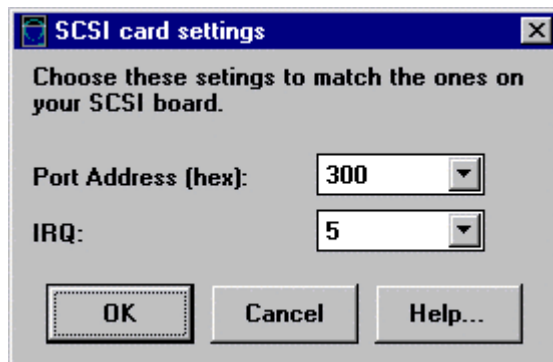 SCSI card settings
Choose these setings to match the ones on
your SCSI board.
Port Address (hex): 300
IRQ: 5
OK Cancel Help...